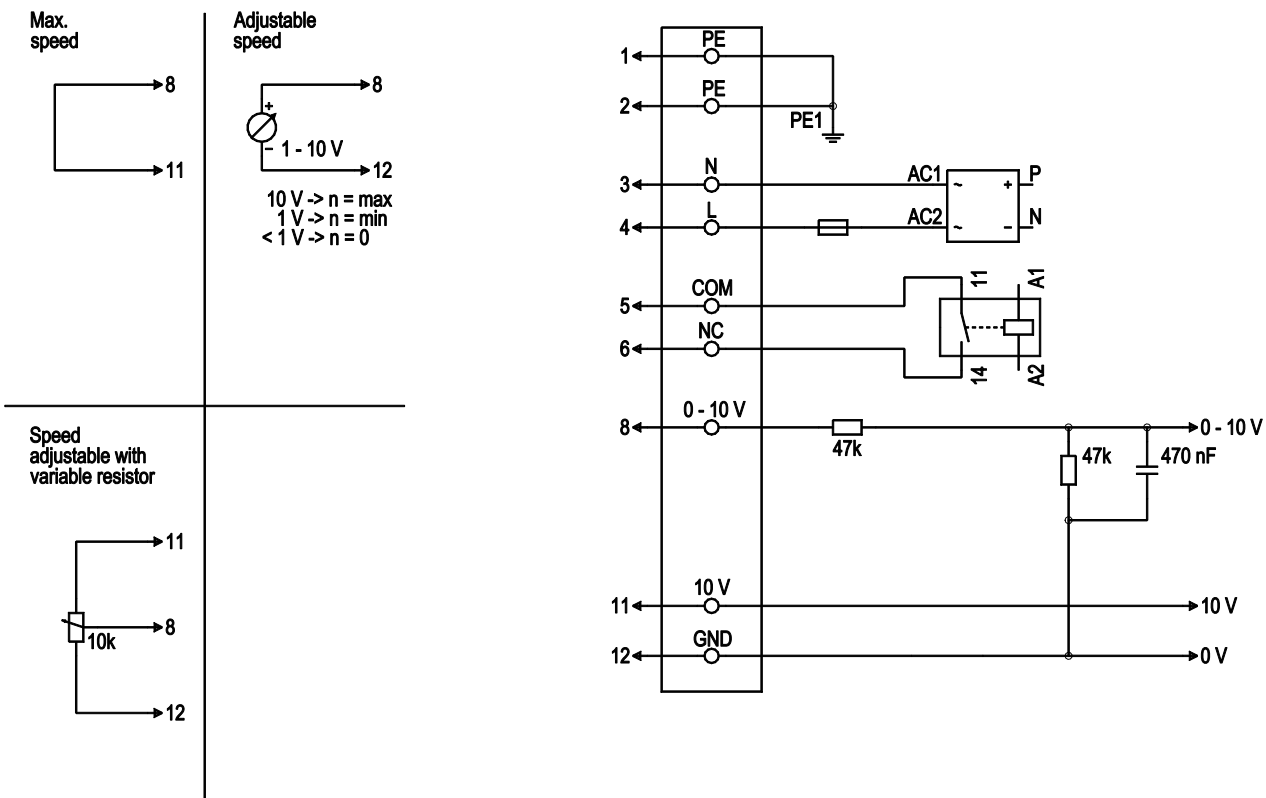 Max.
speed
8
11
Adjustable
speed
8
+
– 1 - 10 V
12
10 V -> n = max
1 V -> n = min
< 1 V -> n = 0
Speed
adjustable with
variable resistor
11
8
10k
12
1 PE
2 PE
PE1
3 N AC1 ~ + P
4 L AC2 ~ – N
5 COM 11 A1
6 NC 14 A2
8 0 - 10 V 47k 0 - 10 V
47k 470 nF
11 10 V 10 V
12 GND 0 V